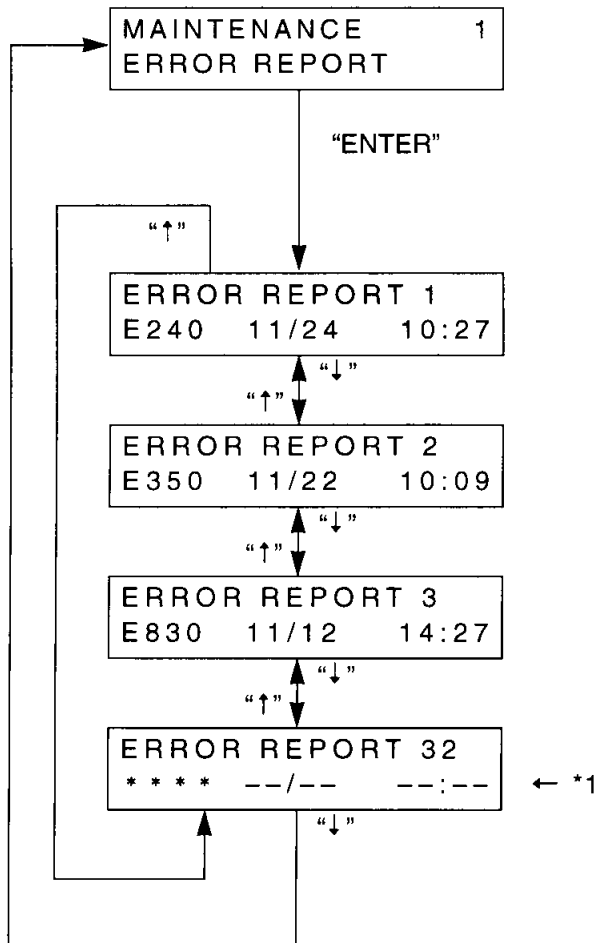 MAINTENANCE 1
ERROR REPORT
“ENTER”
“↑”
ERROR REPORT 1
E240 11/24 10:27
“↓”
“↑”
ERROR REPORT 2
E350 11/22 10:09
“↓”
“↑”
ERROR REPORT 3
E830 11/12 14:27
“↓”
“↑”
ERROR REPORT 32
* * * * --/-- --:-- ← *1
“↓”